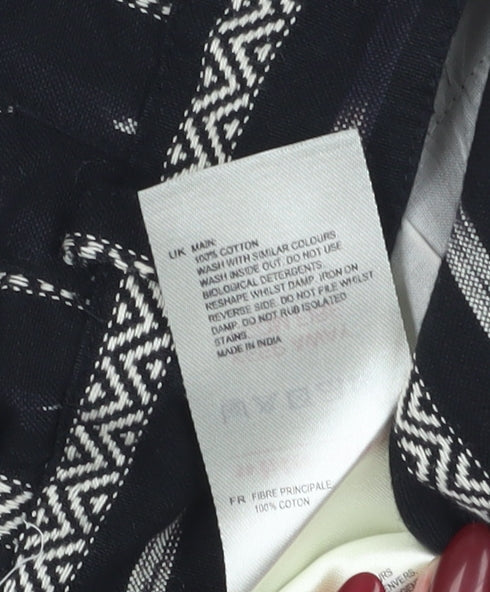 UK MAIN:
100% COTTON
WASH WITH SIMILAR COLOURS
WASH INSIDE OUT. DO NOT USE
BIOLOGICAL DETERGENTS.
RESHAPE WHILST DAMP. IRON ON
REVERSE SIDE. DO NOT PILE WHILST
DAMP. DO NOT RUB ISOLATED
STAINS.
MADE IN INDIA
FR FIBRE PRINCIPALE
100% COTON